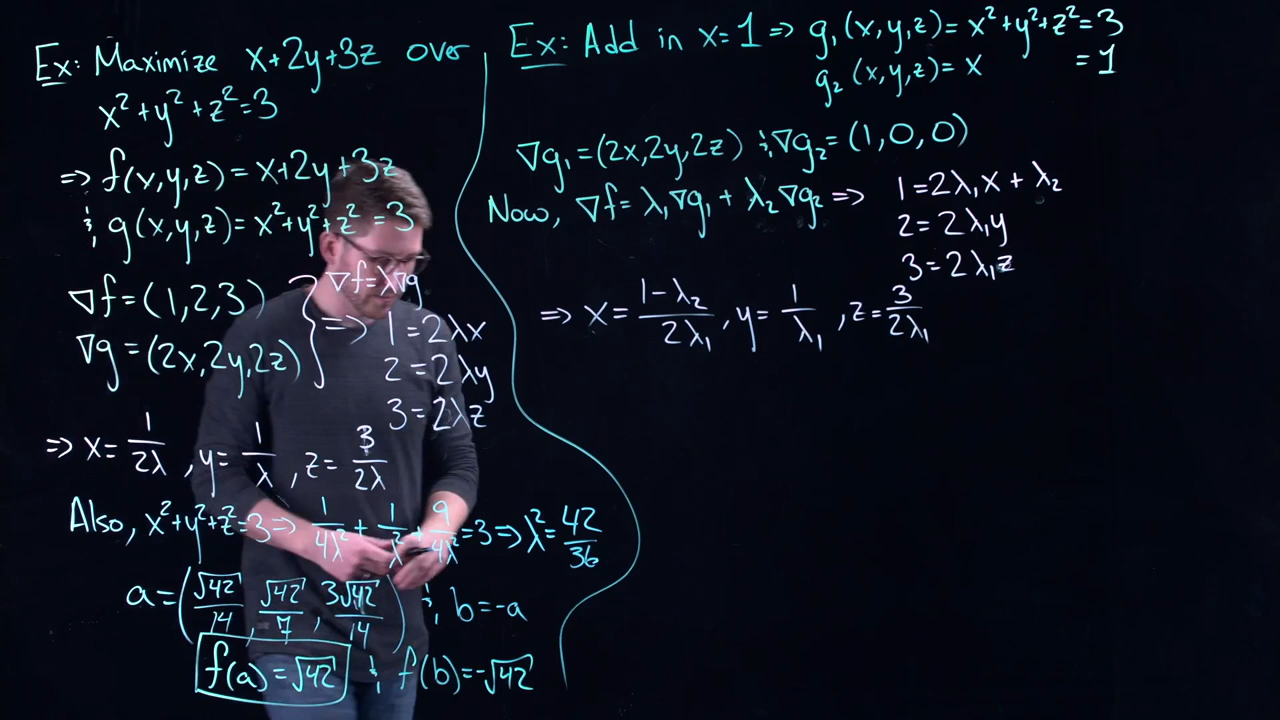 Ex: Maximize x+2y+3z over
x²+y²+z²=3
⇒ f(x,y,z)=x+2y+3z
& g(x,y,z)=x²+y²+z²=3
∇f=(1,2,3)
∇g=(2x,2y,2z) } ⇒
∇f=λ∇g
1=2λx
2=2λy
3=2λz
⇒ x=1/2λ, y=1/λ, z=3/2λ
Also, x²+y²+z²=3 ⇒ 1/4λ²+1/λ²+9/4λ²=3 ⇒ λ²=42/36
a=(√42/14, √42/7, 3√42/14) & b=-a
f(a)=√42 & f(b)=-√42
Ex: Add in x=1 ⇒ g₁(x,y,z)=x²+y²+z²=3
g₂(x,y,z)=x =1
∇g₁=(2x,2y,2z) & ∇g₂=(1,0,0)
Now, ∇f=λ₁∇g₁+λ₂∇g₂ ⇒ 1=2λ₁x+λ₂
2=2λ₁y
3=2λ₁z
⇒ x=1-λ₂/2λ₁, y=1/λ₁, z=3/2λ₁